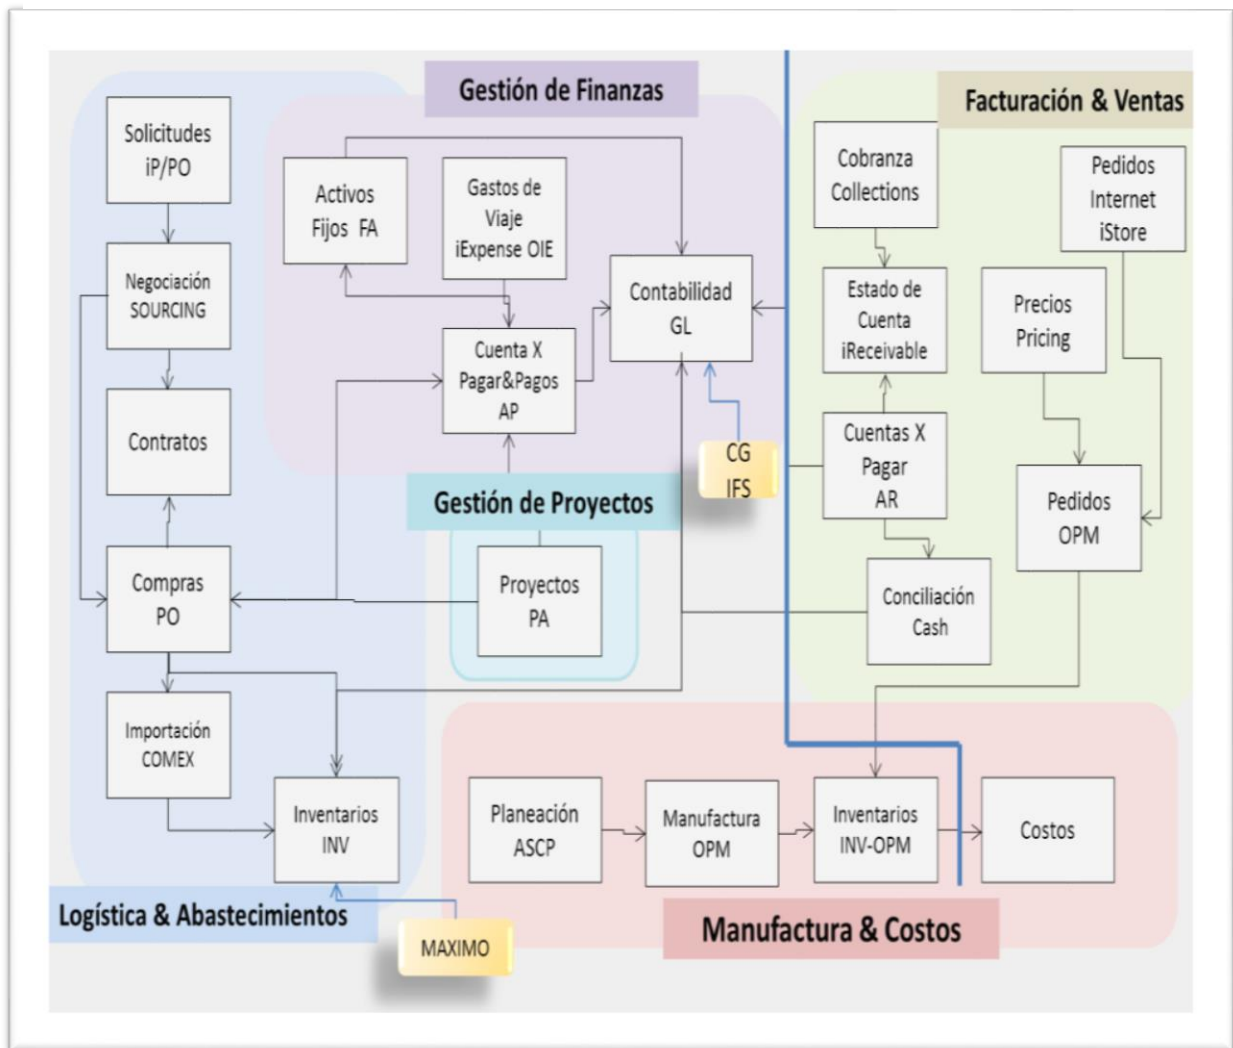 Gestión de Finanzas
Facturación & Ventas
Solicitudes
iP/PO
Activos
Fijos FA
Gastos de
Viaje
iExpense OIE
Cobranza
Collections
Pedidos
Internet
iStore
Negociación
SOURCING
Contabilidad
GL
Estado de
Cuenta
iReceivable
Precios
Pricing
Cuenta X
Pagar&Pagos
AP
Contratos
CG
IFS
Cuentas X
Pagar
AR
Pedidos
OPM
Gestión de Proyectos
Compras
PO
Proyectos
PA
Conciliación
Cash
Importación
COMEX
Inventarios
INV
Planeación
ASCP
Manufactura
OPM
Inventarios
INV-OPM
Costos
Logística & Abastecimientos
MAXIMO
Manufactura & Costos